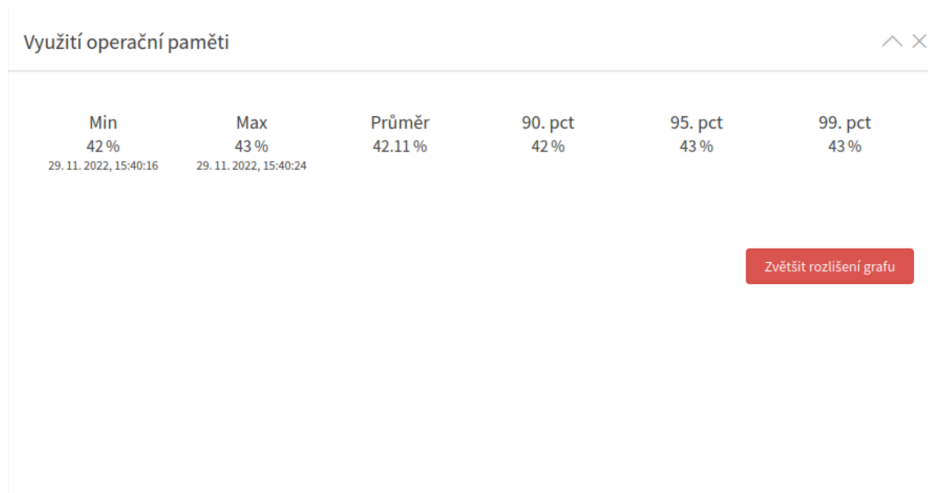 Využití operační paměti
Min Max Průměr 90. pct 95. pct 99. pct
42 % 43 % 42.11 % 42 % 43 % 43 %
29. 11. 2022, 15:40:16 29. 11. 2022, 15:40:24
Zvětšit rozlišení grafu